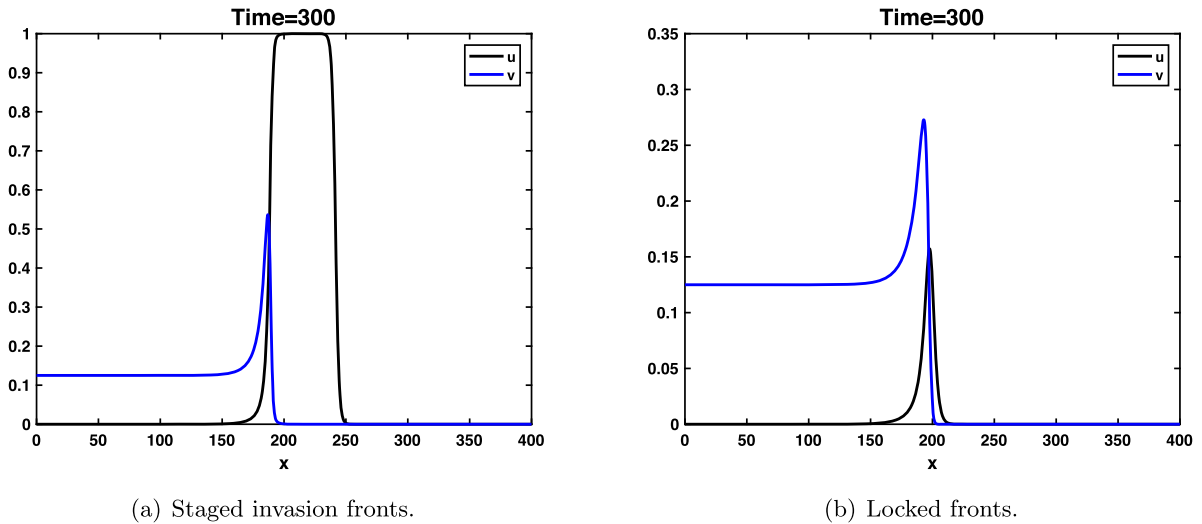 Time=300
1
0.9
0.8
0.7
0.6
0.5
0.4
0.3
0.2
0.1
0
0 50 100 150 200 250 300 350 400
x
u
v
(a) Staged invasion fronts.
Time=300
0.35
0.3
0.25
0.2
0.15
0.1
0.05
0
0 50 100 150 200 250 300 350 400
x
u
v
(b) Locked fronts.